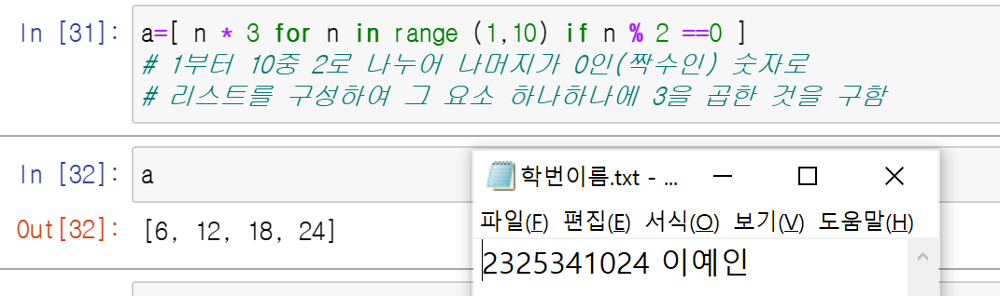 In [31]: a=[ n * 3 for n in range (1,10) if n % 2 ==0 ]
# 1부터 10중 2로 나누어 나머지가 0인(짝수인) 숫자로
# 리스트를 구성하여 그 요소 하나하나에 3을 곱한 것을 구함
In [32]: a
Out[32]: [6, 12, 18, 24]
학번이름.txt - ...
파일(F) 편집(E) 서식(O) 보기(V) 도움말(H)
2325341024 이예인